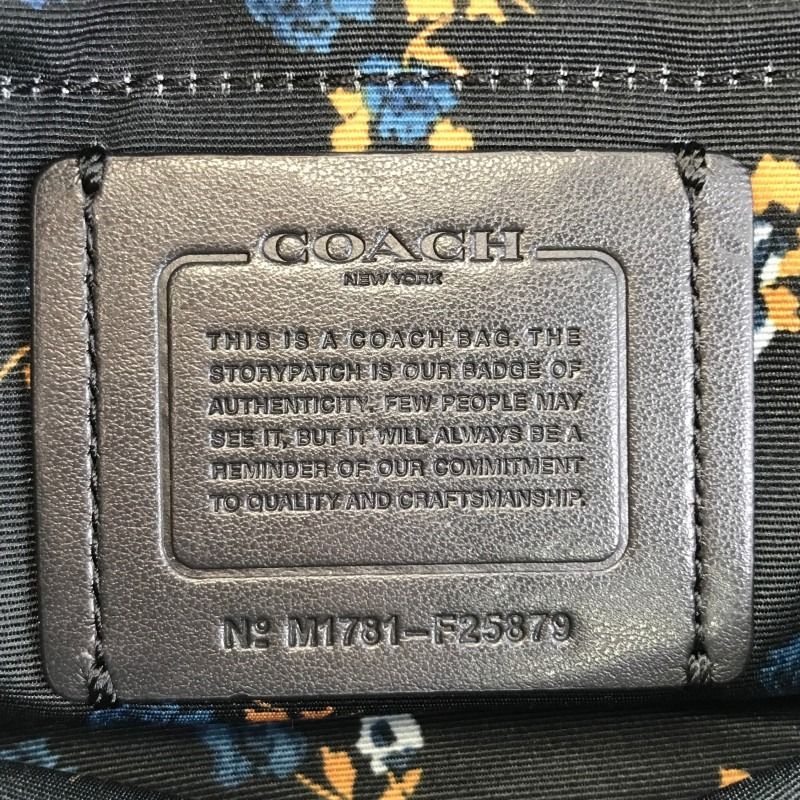 COACH
NEW YORK
THIS IS A COACH BAG. THE
STORYPATCH IS OUR BADGE OF
AUTHENTICITY. FEW PEOPLE MAY
SEE IT, BUT IT WILL ALWAYS BE A
REMINDER OF OUR COMMITMENT
TO QUALITY AND CRAFTSMANSHIP.
Nº M1781-F25879